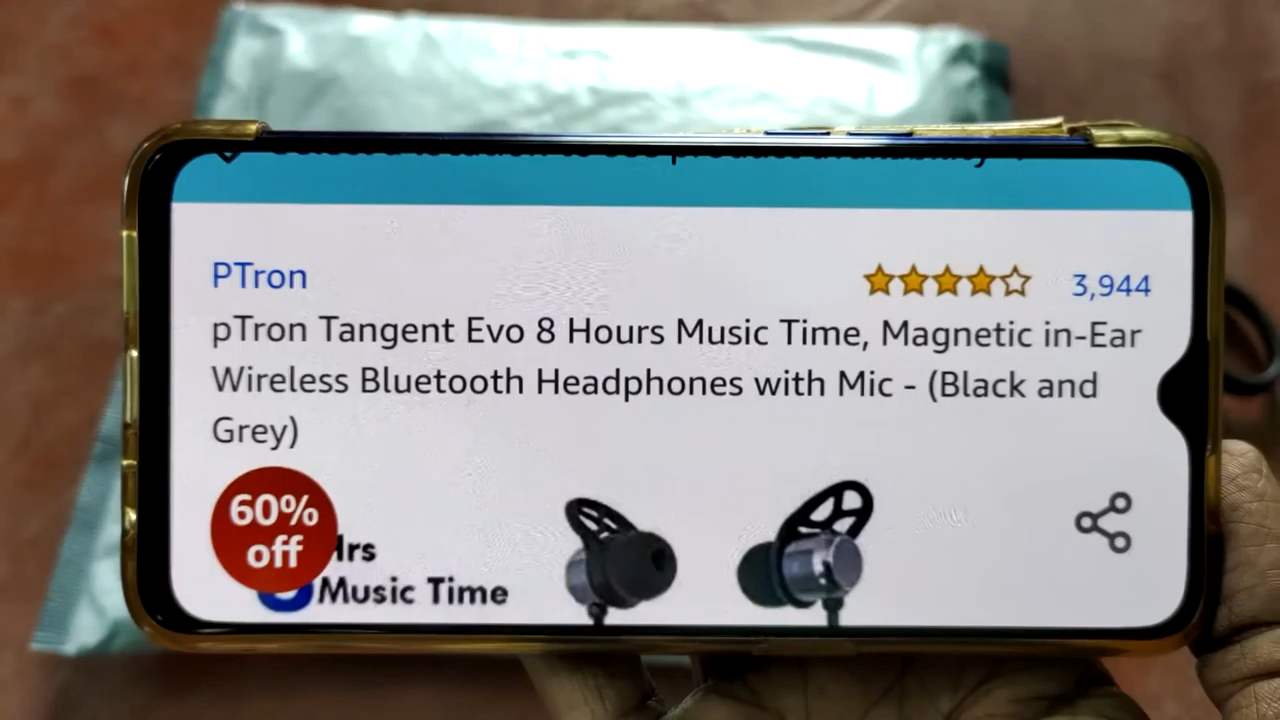 PTron
3,944
pTron Tangent Evo 8 Hours Music Time, Magnetic in-Ear
Wireless Bluetooth Headphones with Mic - (Black and
Grey)
60%
off
Hrs
Music Time